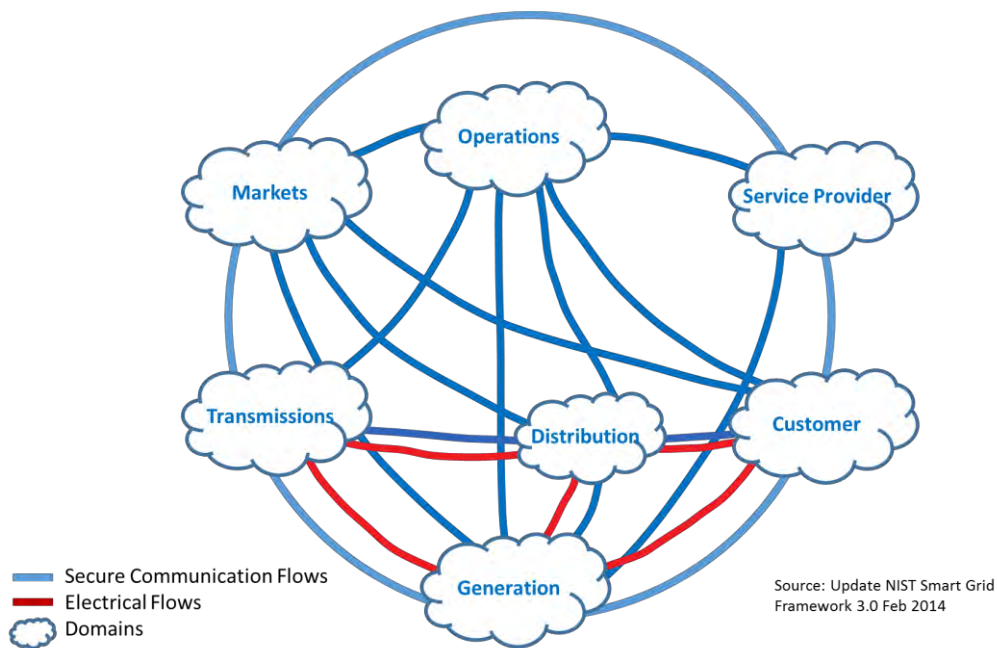 Operations
Markets
Service Provider
Transmissions
Distribution
Customer
Generation
Secure Communication Flows
Electrical Flows
Domains
Source: Update NIST Smart Grid
Framework 3.0 Feb 2014